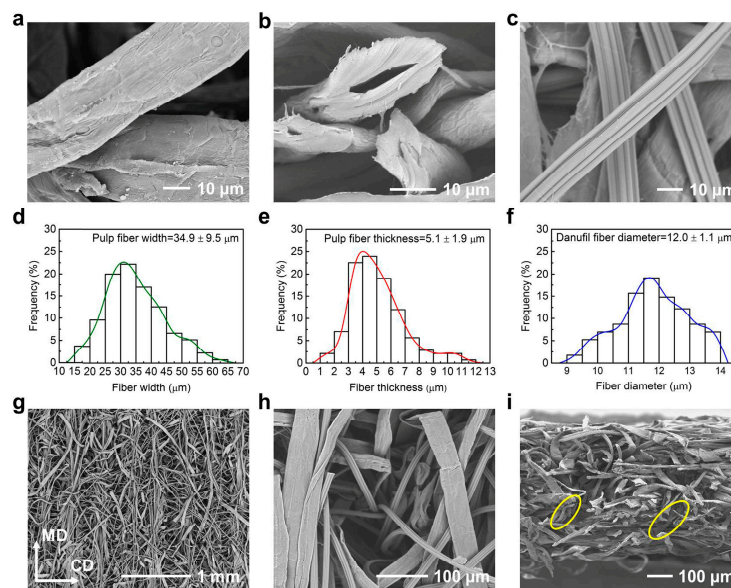 a
b
c
10 μm
10 μm
10 μm
d
e
f
Pulp fiber width=34.9 ± 9.5 μm
Pulp fiber thickness=5.1 ± 1.9 μm
Danufil fiber diameter=12.0 ± 1.1 μm
30
25
20
15
10
5
0
Frequency (%)
10 15 20 25 30 35 40 45 50 55 60 65 70
Fiber width (μm)
30
25
20
15
10
5
0
Frequency (%)
0 1 2 3 4 5 6 7 8 9 10 11 12 13
Fiber thickness (μm)
30
25
20
15
10
5
0
Frequency (%)
9 10 11 12 13 14
Fiber diameter (μm)
g
h
i
MD
CD
1 mm
100 μm
100 μm